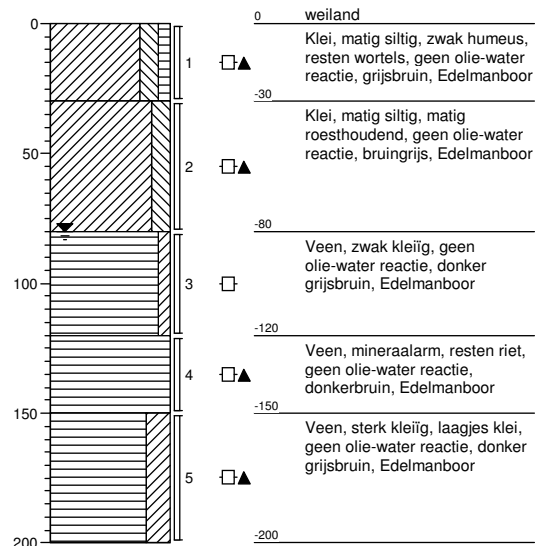 0
weiland
Klei, matig siltig, zwak humeus,
resten wortels, geen olie-water
reactie, grijsbruin, Edelmanboor
1
-30
Klei, matig siltig, matig
roesthoudend, geen olie-water
reactie, bruingrijs, Edelmanboor
50
2
-80
Veen, zwak kleiïg, geen
olie-water reactie, donker
grijsbruin, Edelmanboor
100
3
-120
Veen, mineraalarm, resten riet,
geen olie-water reactie,
donkerbruin, Edelmanboor
4
150
-150
Veen, sterk kleiïg, laagjes klei,
geen olie-water reactie, donker
grijsbruin, Edelmanboor
5
200
-200
0